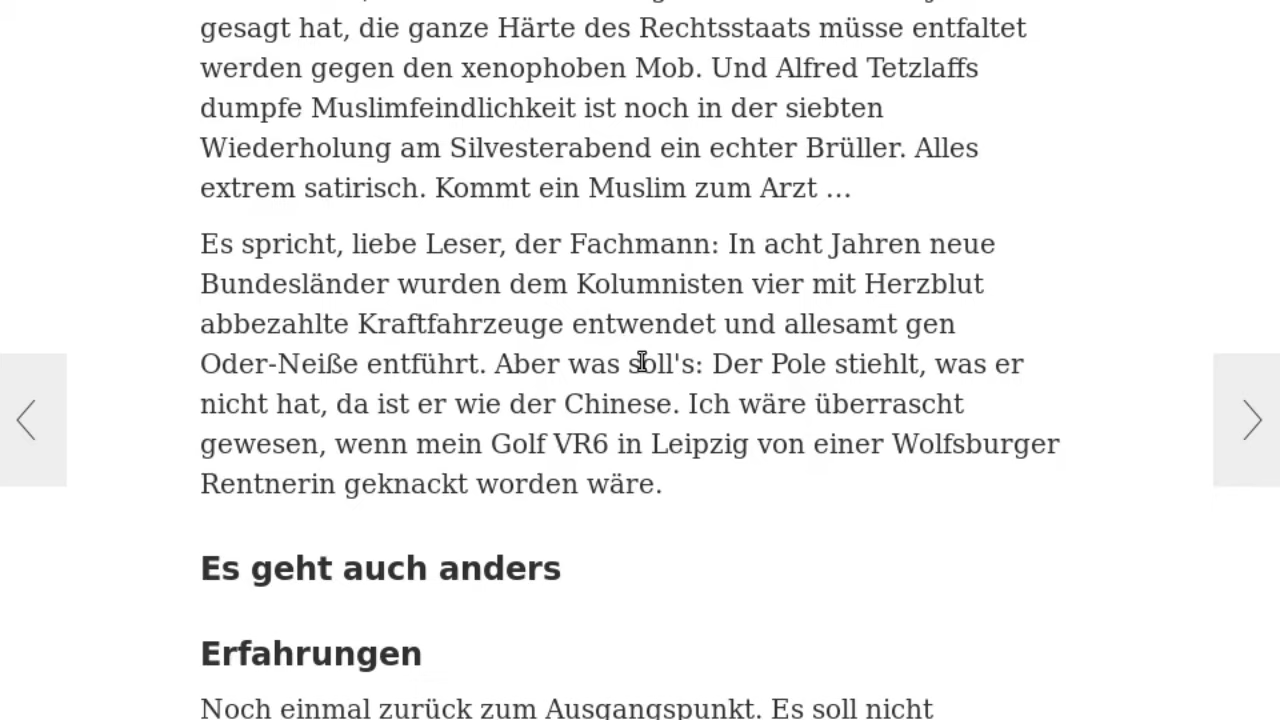 gesagt hat, die ganze Härte des Rechtsstaats müsse entfaltet
werden gegen den xenophoben Mob. Und Alfred Tetzlaffs
dumpfe Muslimfeindlichkeit ist noch in der siebten
Wiederholung am Silvesterabend ein echter Brüller. Alles
extrem satirisch. Kommt ein Muslim zum Arzt …
Es spricht, liebe Leser, der Fachmann: In acht Jahren neue
Bundesländer wurden dem Kolumnisten vier mit Herzblut
abbezahlte Kraftfahrzeuge entwendet und allesamt gen
Oder-Neiße entführt. Aber was soll's: Der Pole stiehlt, was er
nicht hat, da ist er wie der Chinese. Ich wäre überrascht
gewesen, wenn mein Golf VR6 in Leipzig von einer Wolfsburger
Rentnerin geknackt worden wäre.
Es geht auch anders
Erfahrungen
Noch einmal zurück zum Ausgangspunkt. Es soll nicht